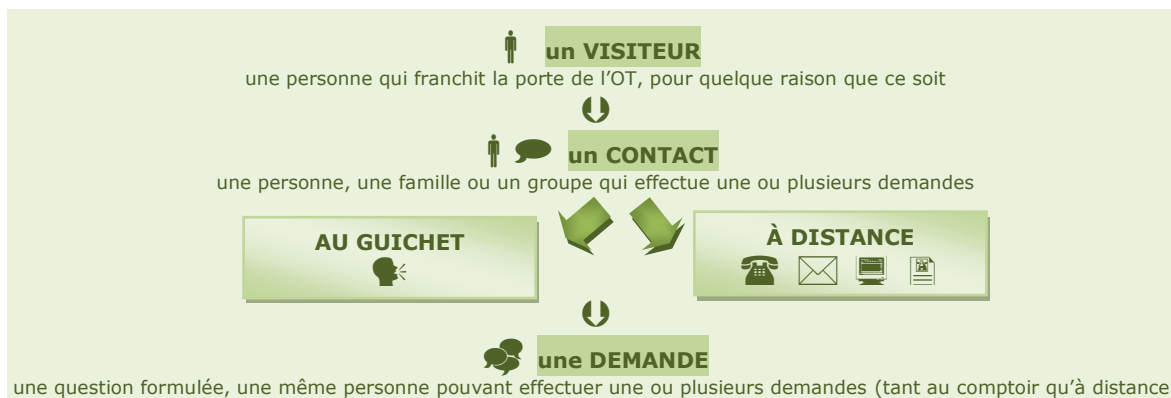 un VISITEUR
une personne qui franchit la porte de l’OT, pour quelque raison que ce soit
un CONTACT
une personne, une famille ou un groupe qui effectue une ou plusieurs demandes
AU GUICHET
À DISTANCE
une DEMANDE
une question formulée, une même personne pouvant effectuer une ou plusieurs demandes (tant au comptoir qu’à distance